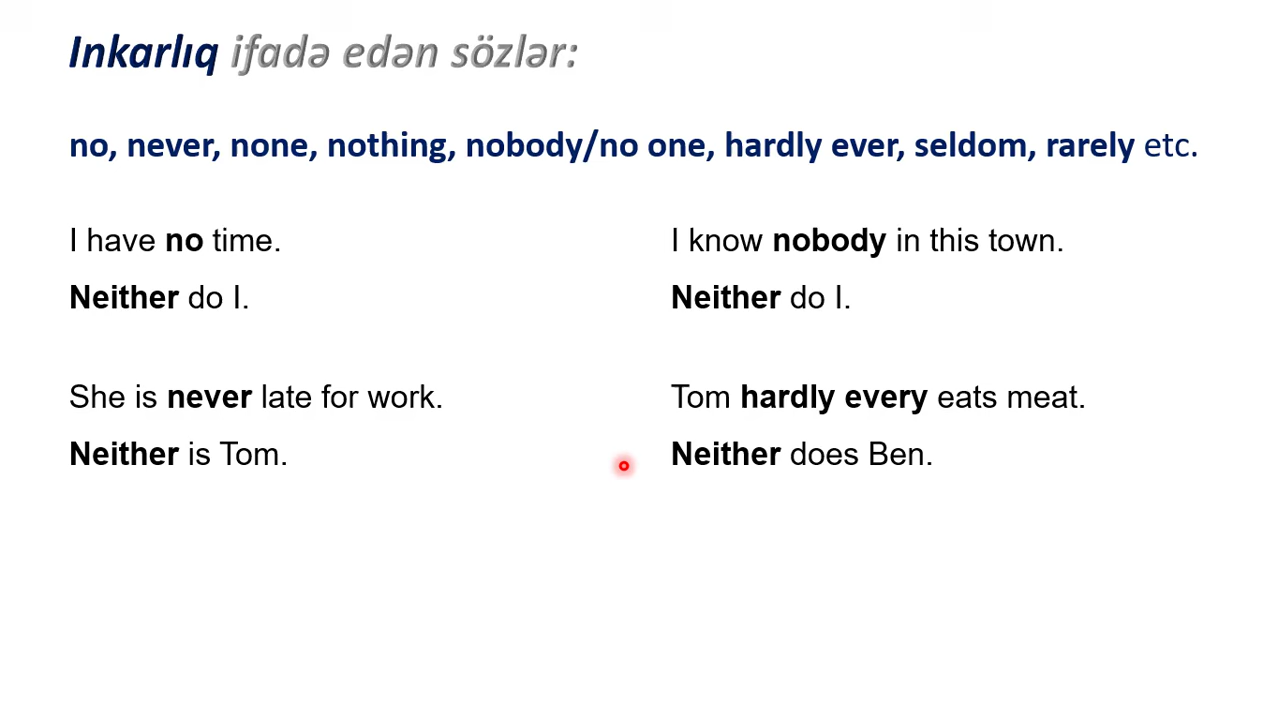 Inkarlıq ifadə edən sözlər:
no, never, none, nothing, nobody/no one, hardly ever, seldom, rarely etc.
I have no time.
Neither do I.
I know nobody in this town.
Neither do I.
She is never late for work.
Neither is Tom.
Tom hardly every eats meat.
Neither does Ben.